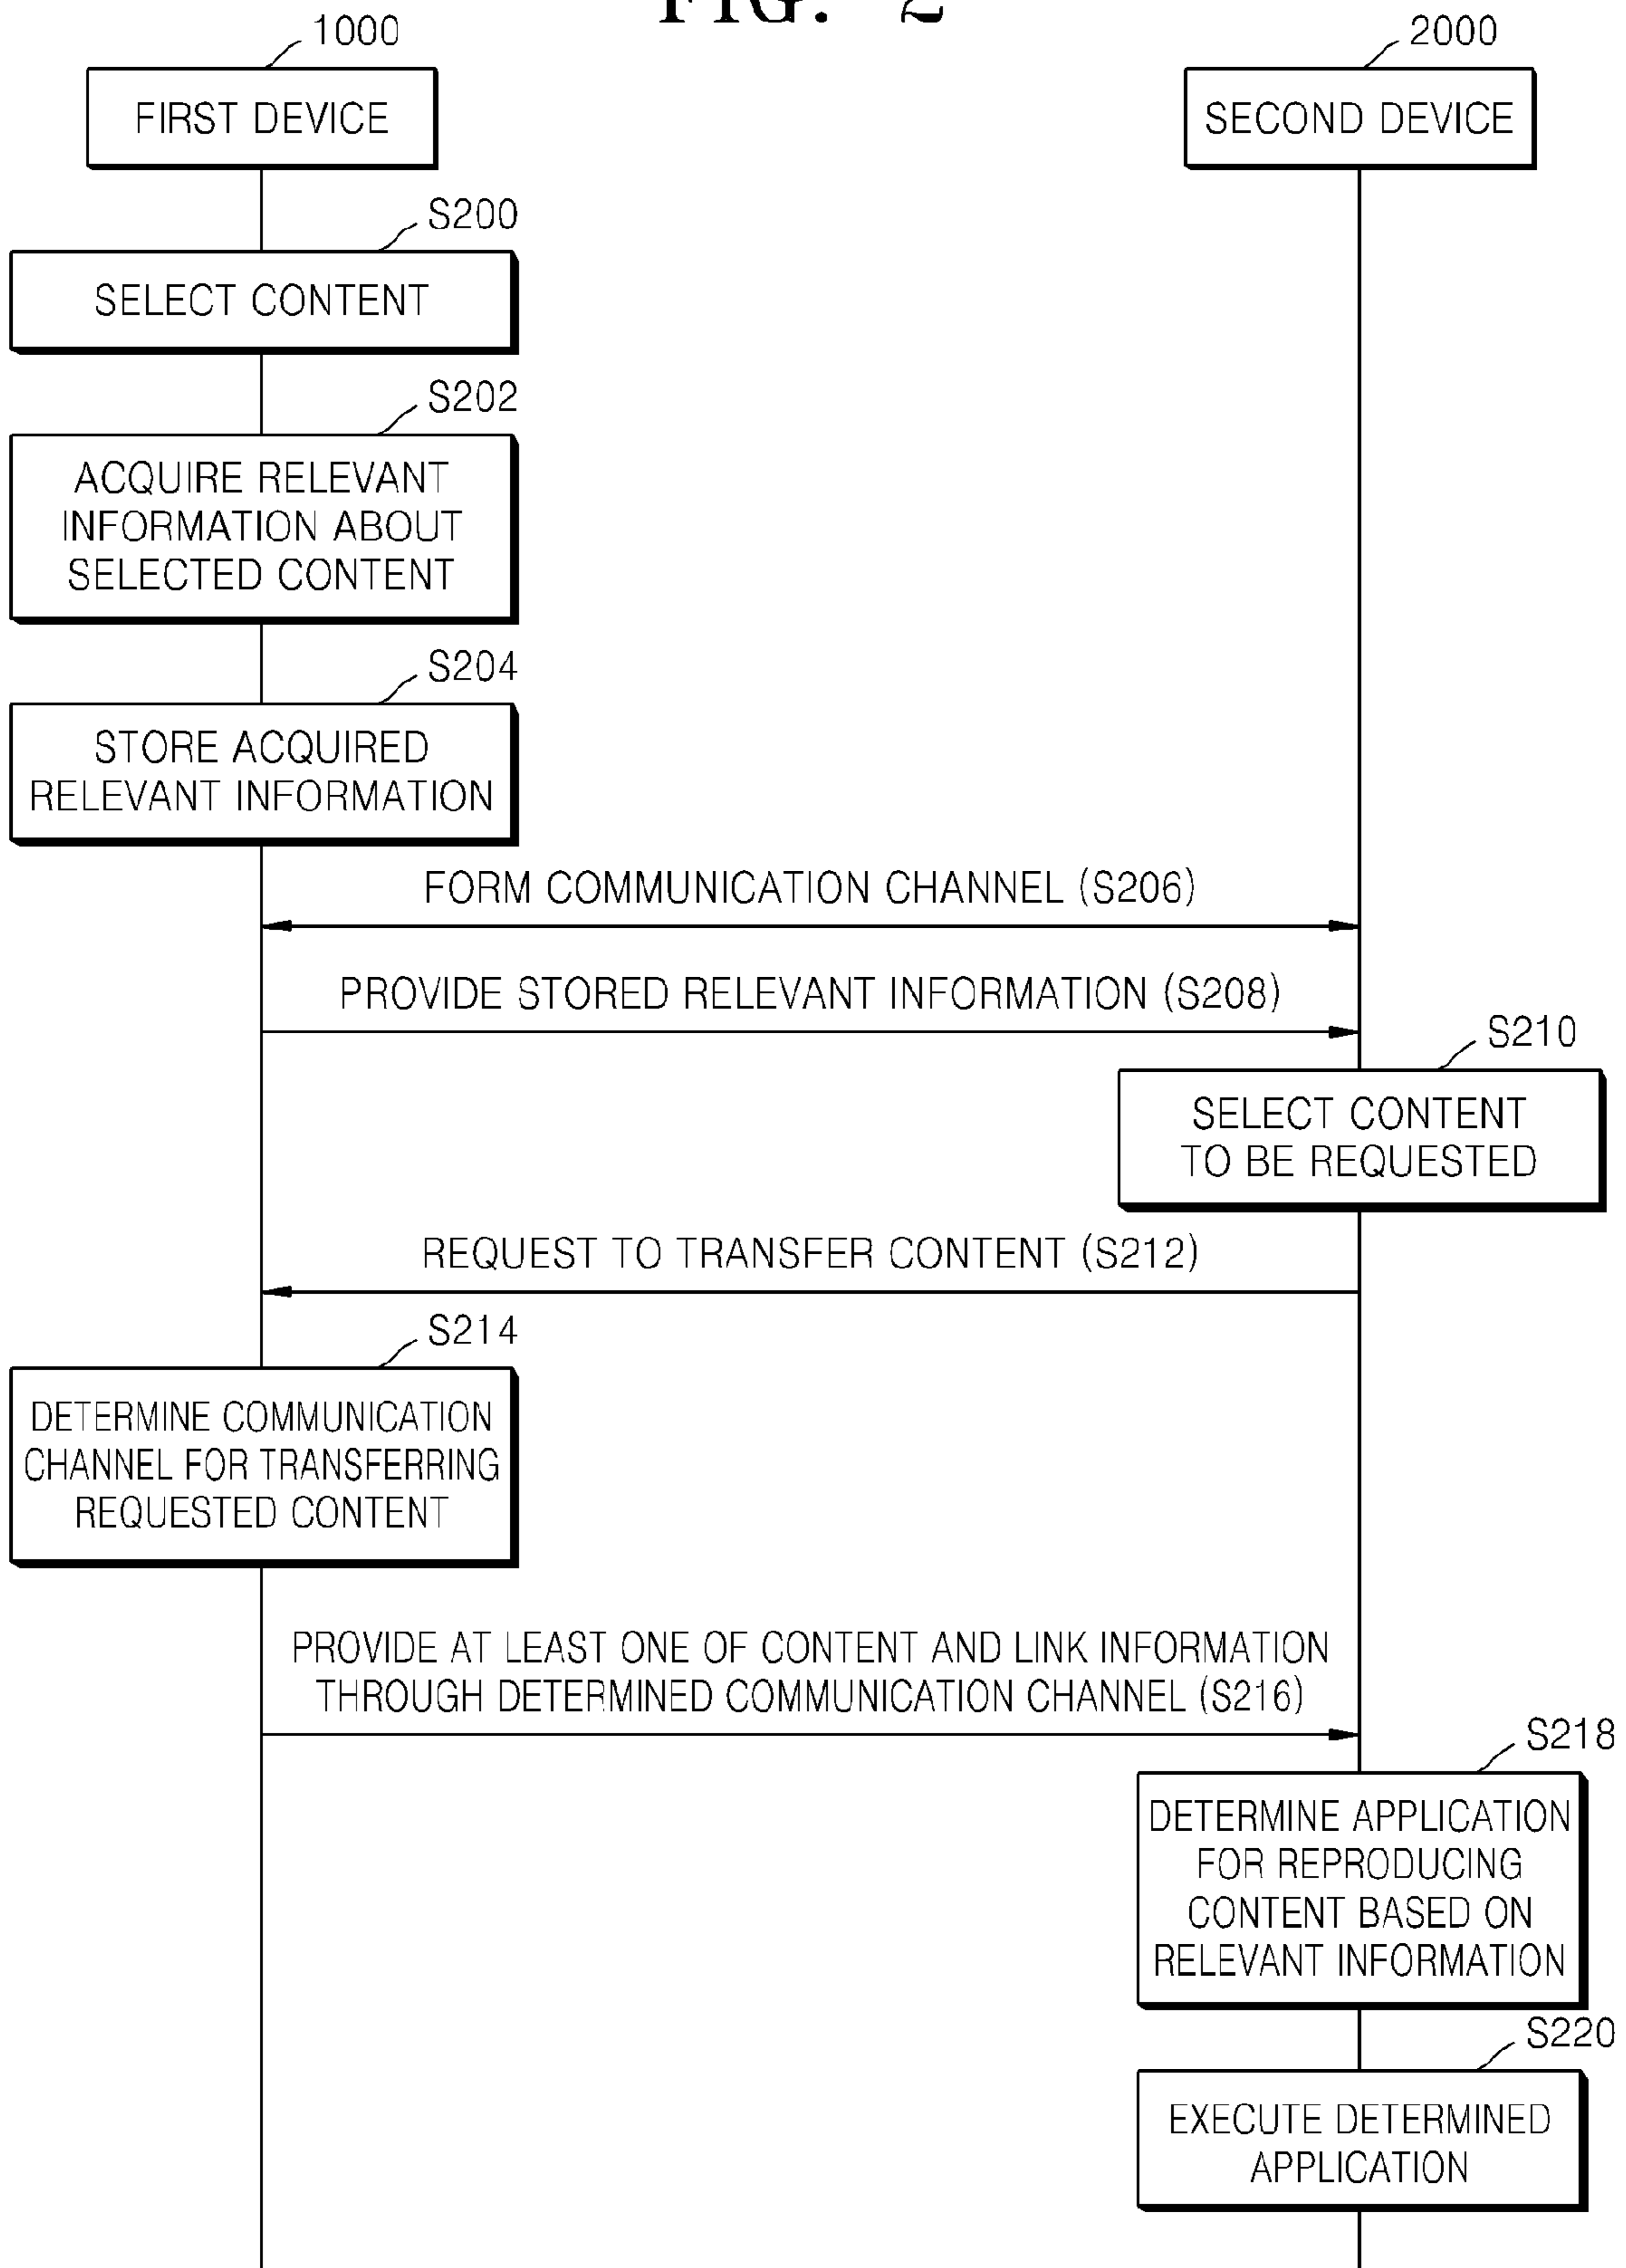 FIG. 2
1000
2000
FIRST DEVICE
SECOND DEVICE
S200
SELECT CONTENT
S202
ACQUIRE RELEVANT
INFORMATION ABOUT
SELECTED CONTENT
S204
STORE ACQUIRED
RELEVANT INFORMATION
FORM COMMUNICATION CHANNEL (S206)
PROVIDE STORED RELEVANT INFORMATION (S208)
S210
SELECT CONTENT
TO BE REQUESTED
REQUEST TO TRANSFER CONTENT (S212)
S214
DETERMINE COMMUNICATION
CHANNEL FOR TRANSFERRING
REQUESTED CONTENT
PROVIDE AT LEAST ONE OF CONTENT AND LINK INFORMATION
THROUGH DETERMINED COMMUNICATION CHANNEL (S216)
S218
DETERMINE APPLICATION
FOR REPRODUCING
CONTENT BASED ON
RELEVANT INFORMATION
S220
EXECUTE DETERMINED
APPLICATION